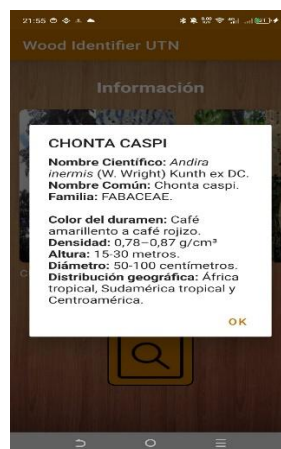 21:55
Wood Identifier UTN
Información
CHONTA CASPI
Nombre Científico: Andira
inermis (W. Wright) Kunth ex DC.
Nombre Común: Chonta caspi.
Familia: FABACEAE.
Color del duramen: Café
amarillento a café rojizo.
Densidad: 0,78–0,87 g/cm³
Altura: 15-30 metros.
Diámetro: 50-100 centímetros.
Distribución geográfica: África
tropical, Sudamérica tropical y
Centroamérica.
OK